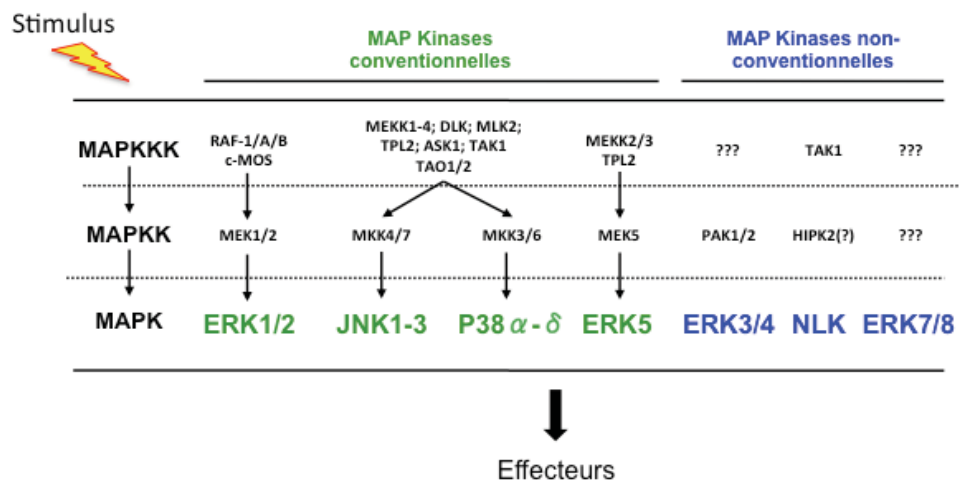 Stimulus
MAP Kinases
conventionnelles
MAP Kinases non-
conventionnelles
MAPKKK
RAF-1/A/B
c-MOS
MEKK1-4; DLK; MLK2;
TPL2; ASK1; TAK1
TAO1/2
MEKK2/3
TPL2
???
TAK1
???
MAPKK
MEK1/2
MKK4/7
MKK3/6
MEK5
PAK1/2
HIPK2(?)
???
MAPK
ERK1/2
JNK1-3
P38 α - δ
ERK5
ERK3/4
NLK
ERK7/8
Effecteurs